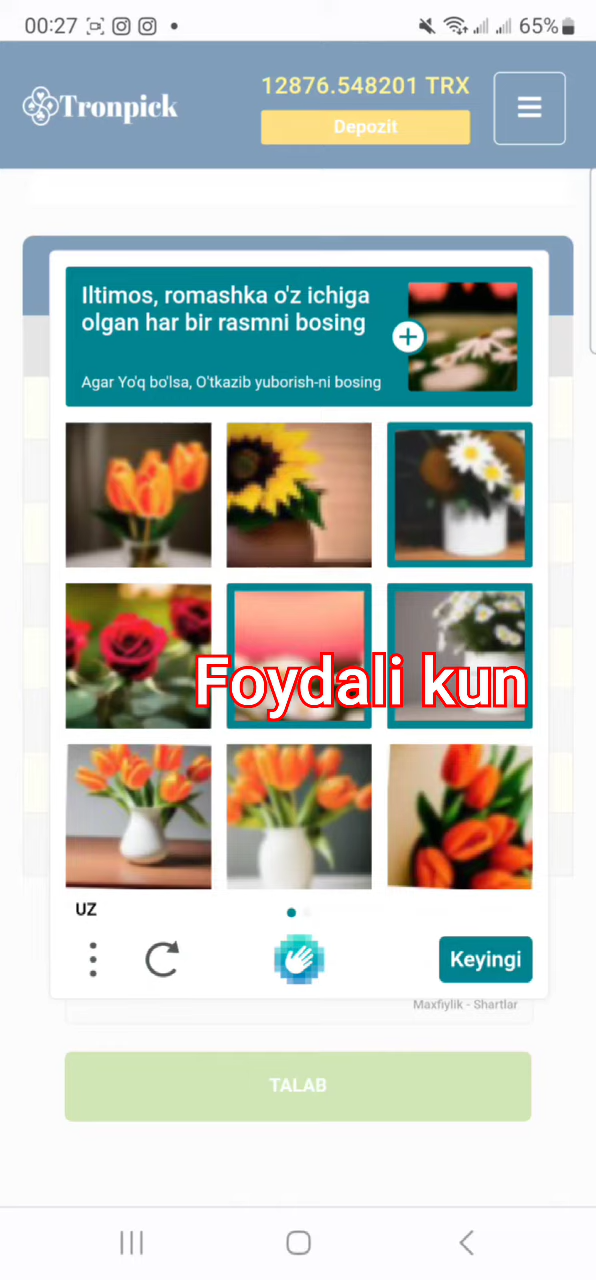 00:27
65%
Tronpick
12876.548201 TRX
Depozit
Iltimos, romashka o'z ichiga
olgan har bir rasmni bosing
Agar Yo'q bo'lsa, O'tkazib yuborish-ni bosing
Foydali kun
UZ
Keyingi
Maxfiylik - Shartlar
TALAB